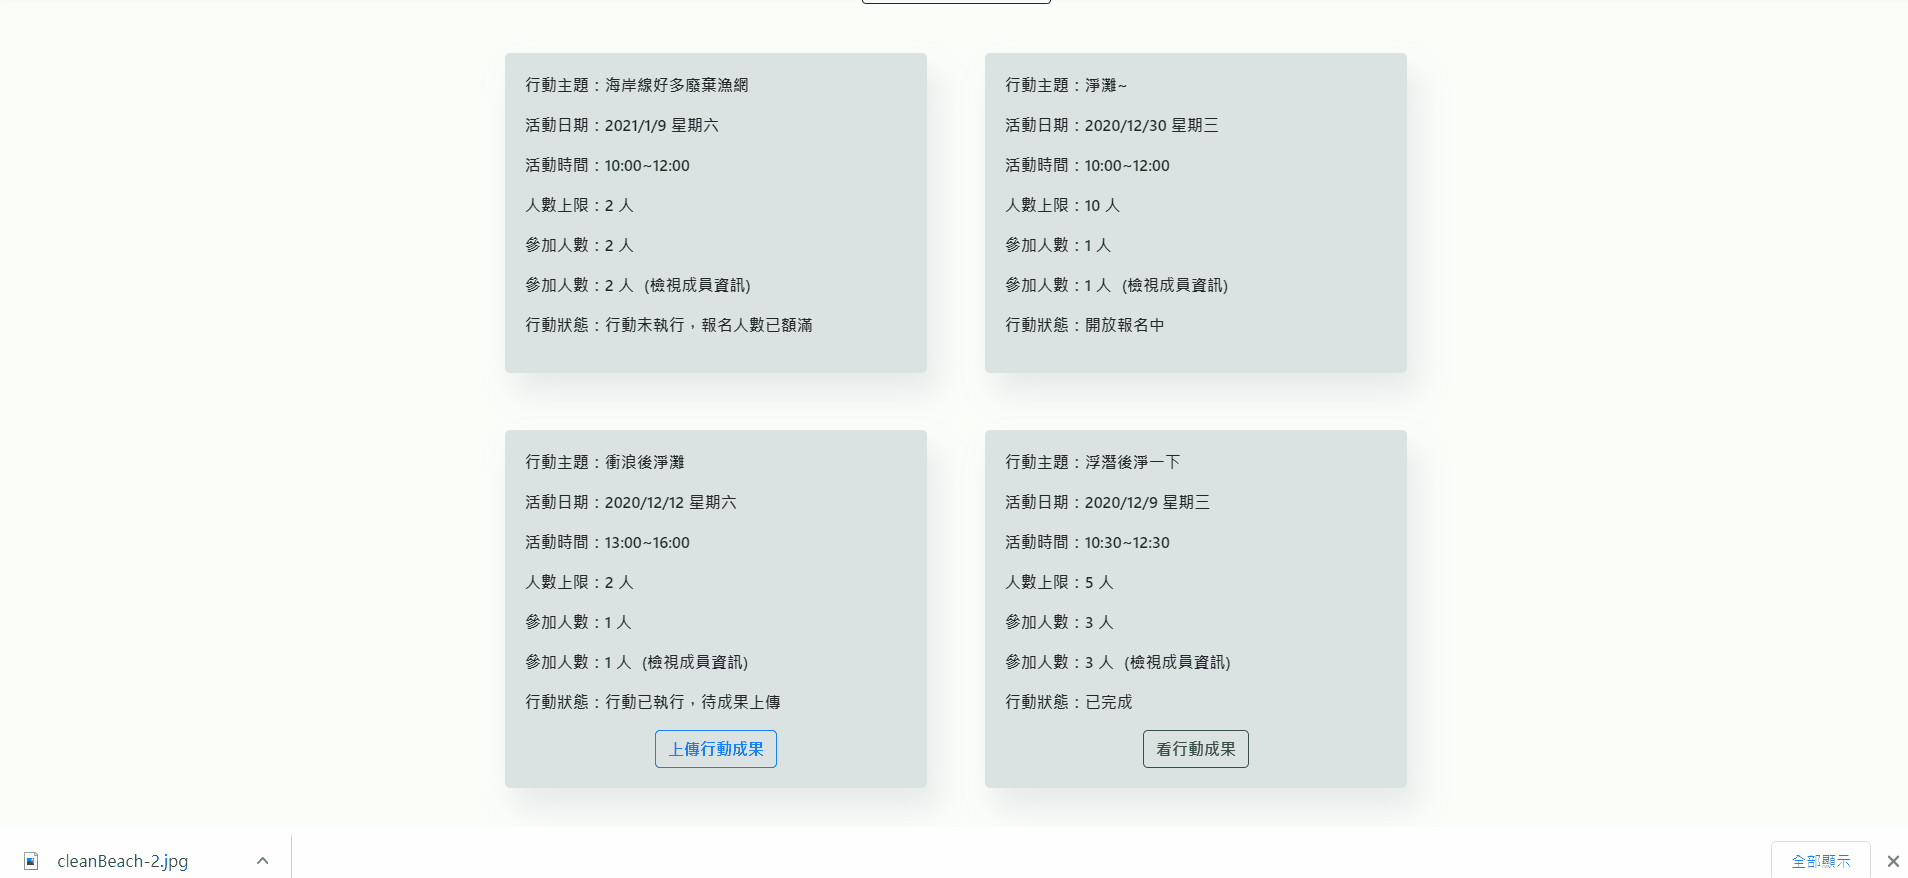 行動主題：海岸線好多廢棄漁網
活動日期：2021/1/9 星期六
活動時間：10:00~12:00
人數上限：2 人
參加人數：2 人
參加人數：2 人 (檢視成員資訊)
行動狀態：行動未執行，報名人數已額滿
行動主題：淨灘~
活動日期：2020/12/30 星期三
活動時間：10:00~12:00
人數上限：10 人
參加人數：1 人
參加人數：1 人 (檢視成員資訊)
行動狀態：開放報名中
行動主題：衝浪後淨灘
活動日期：2020/12/12 星期六
活動時間：13:00~16:00
人數上限：2 人
參加人數：1 人
參加人數：1 人 (檢視成員資訊)
行動狀態：行動已執行，待成果上傳
上傳行動成果
行動主題：浮潛後淨一下
活動日期：2020/12/9 星期三
活動時間：10:30~12:30
人數上限：5 人
參加人數：3 人
參加人數：3 人 (檢視成員資訊)
行動狀態：已完成
看行動成果
cleanBeach-2.jpg
全部顯示